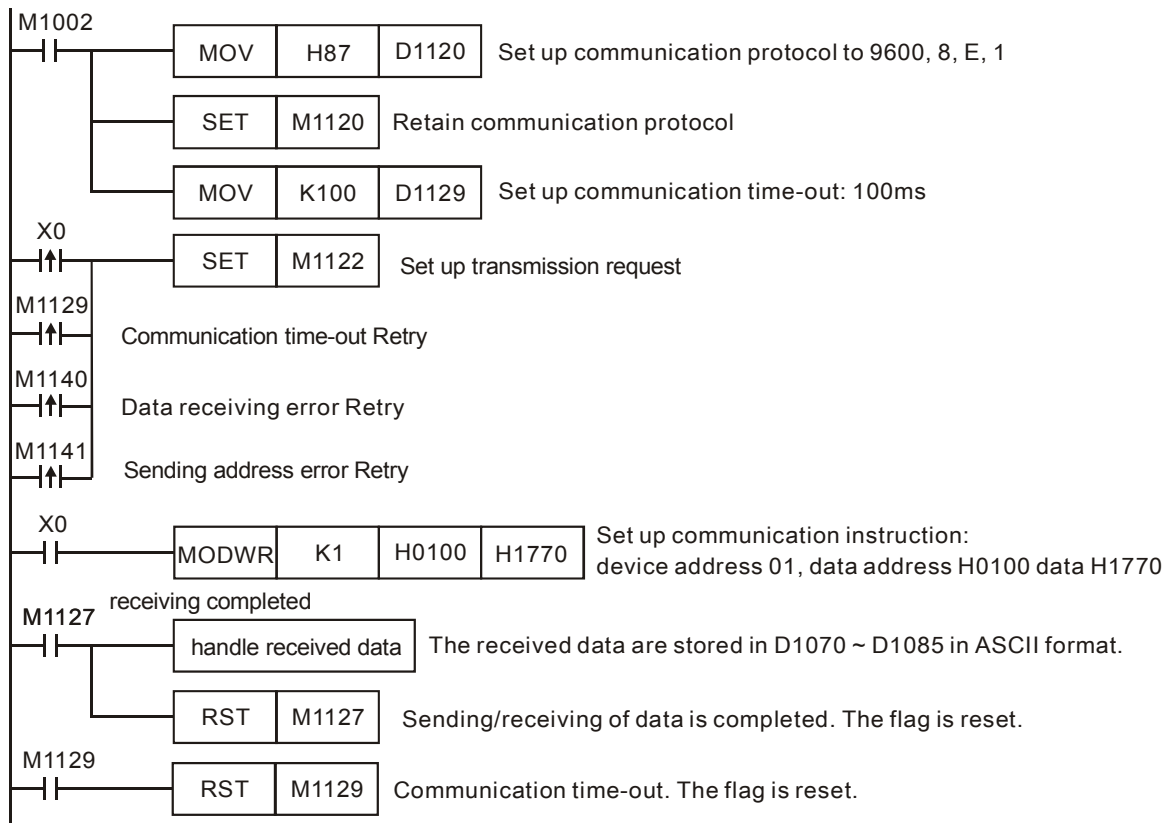 M1002
MOV H87 D1120 Set up communication protocol to 9600, 8, E, 1
SET M1120 Retain communication protocol
MOV K100 D1129 Set up communication time-out: 100ms
X0
SET M1122 Set up transmission request
M1129
Communication time-out Retry
M1140
Data receiving error Retry
M1141
Sending address error Retry
X0
MODWR K1 H0100 H1770 Set up communication instruction:
device address 01, data address H0100 data H1770
receiving completed
M1127
handle received data The received data are stored in D1070 ~ D1085 in ASCII format.
RST M1127 Sending/receiving of data is completed. The flag is reset.
M1129
RST M1129 Communication time-out. The flag is reset.